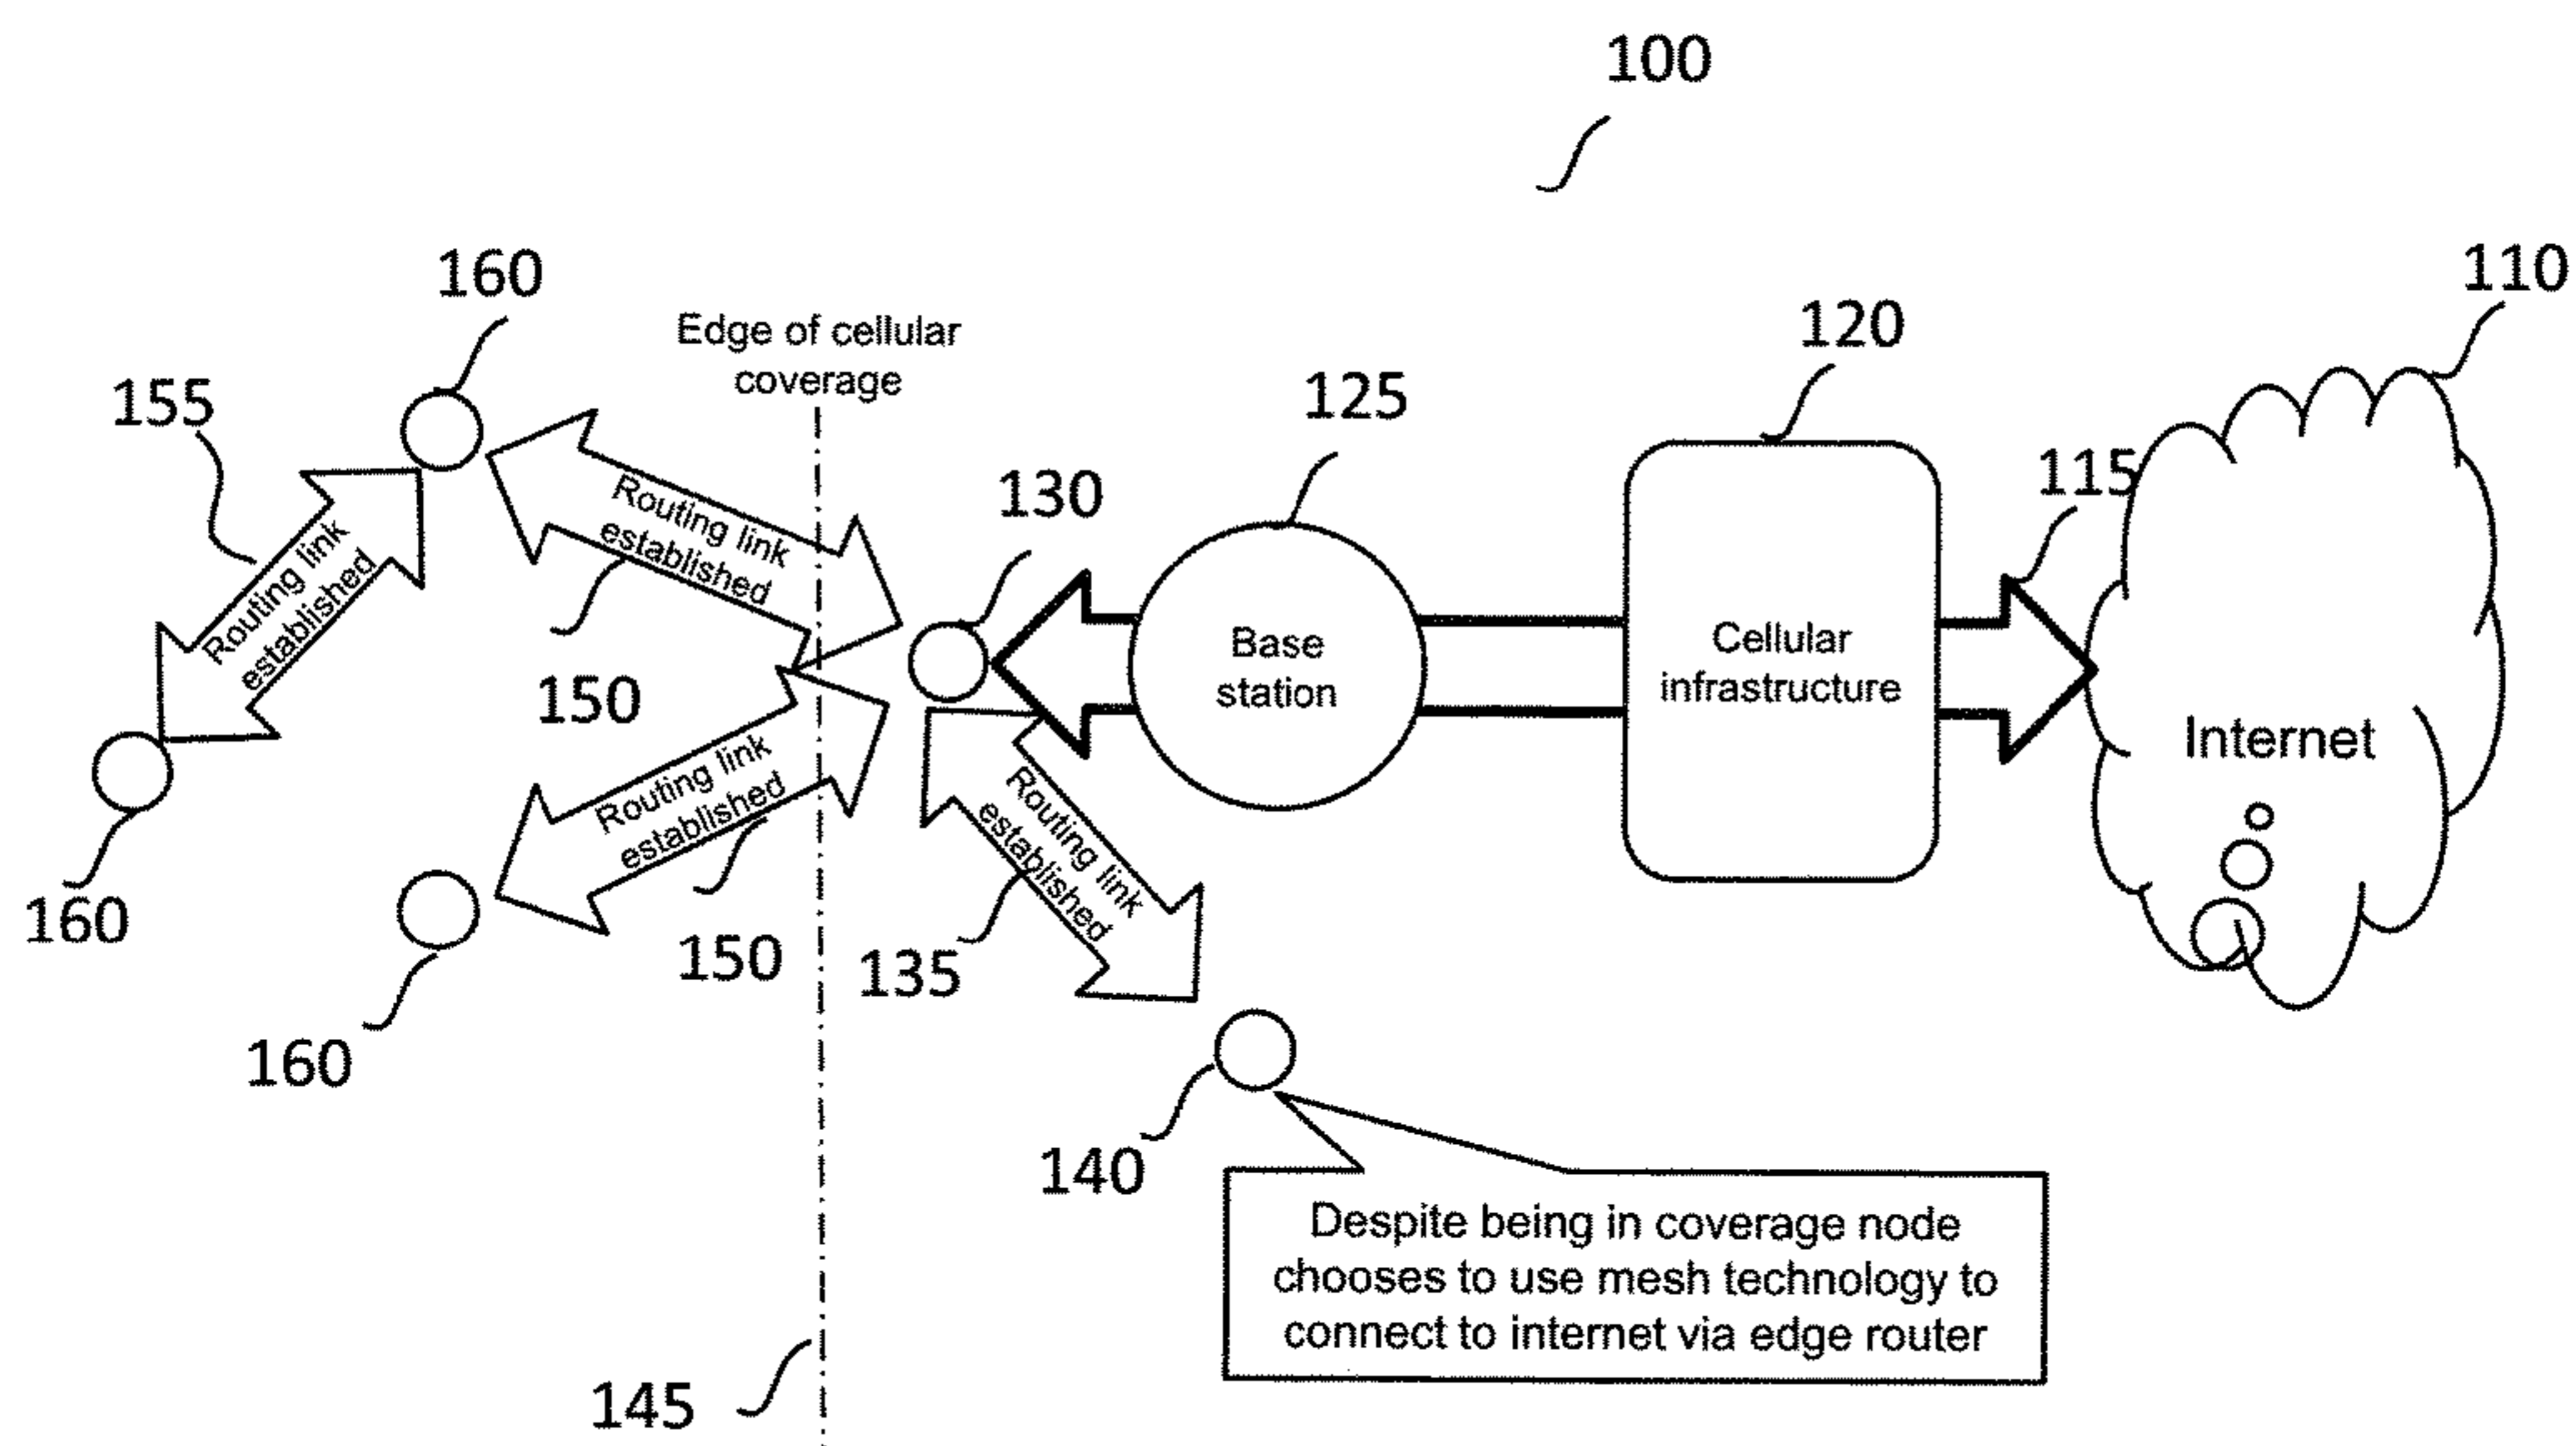 100
110
160
Edge of cellular
coverage
120
155
125
115
130
Routing link
established
Routing link
established
Base
station
Cellular
infrastructure
Internet
150
Routing link
established
Routing link
established
160
150
135
160
140
Despite being in coverage node
chooses to use mesh technology to
connect to internet via edge router
145